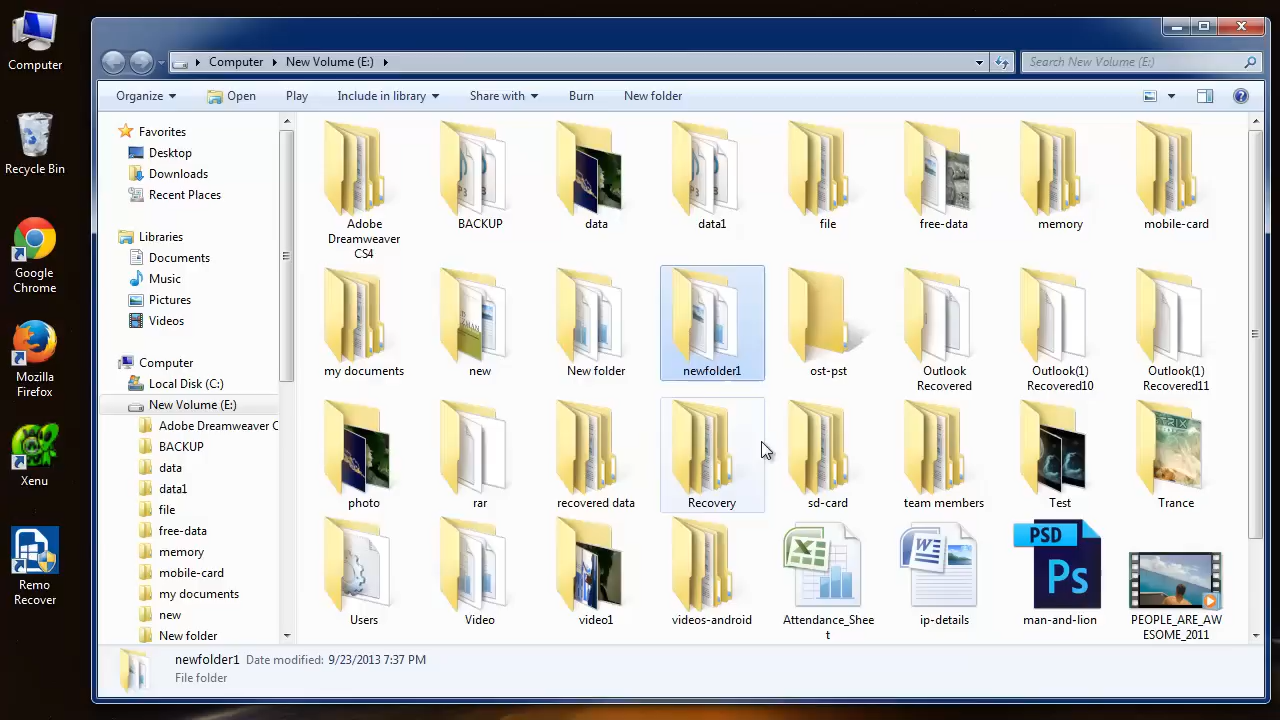 Computer
Recycle Bin
Google
Chrome
Mozilla
Firefox
Xenu
Remo
Recover
Computer
New Volume (E:)
Search New Volume (E:)
Organize
Open
Play
Include in library
Share with
Burn
New folder
Favorites
Desktop
Downloads
Recent Places
Libraries
Documents
Music
Pictures
Videos
Computer
Local Disk (C:)
New Volume (E:)
Adobe Dreamweaver C
BACKUP
data
data1
file
free-data
memory
mobile-card
my documents
new
New folder
Adobe
Dreamweaver
CS4
BACKUP
data
data1
file
free-data
memory
mobile-card
my documents
new
New folder
newfolder1
ost-pst
Outlook
Recovered
Outlook(1)
Recovered10
Outlook(1)
Recovered11
photo
rar
recovered data
Recovery
sd-card
team members
Test
Trance
Users
Video
video1
videos-android
Attendance_Shee
t
ip-details
PSD
Ps
man-and-lion
PEOPLE_ARE_AW
ESOME_2011
newfolder1
Date modified: 9/23/2013 7:37 PM
File folder